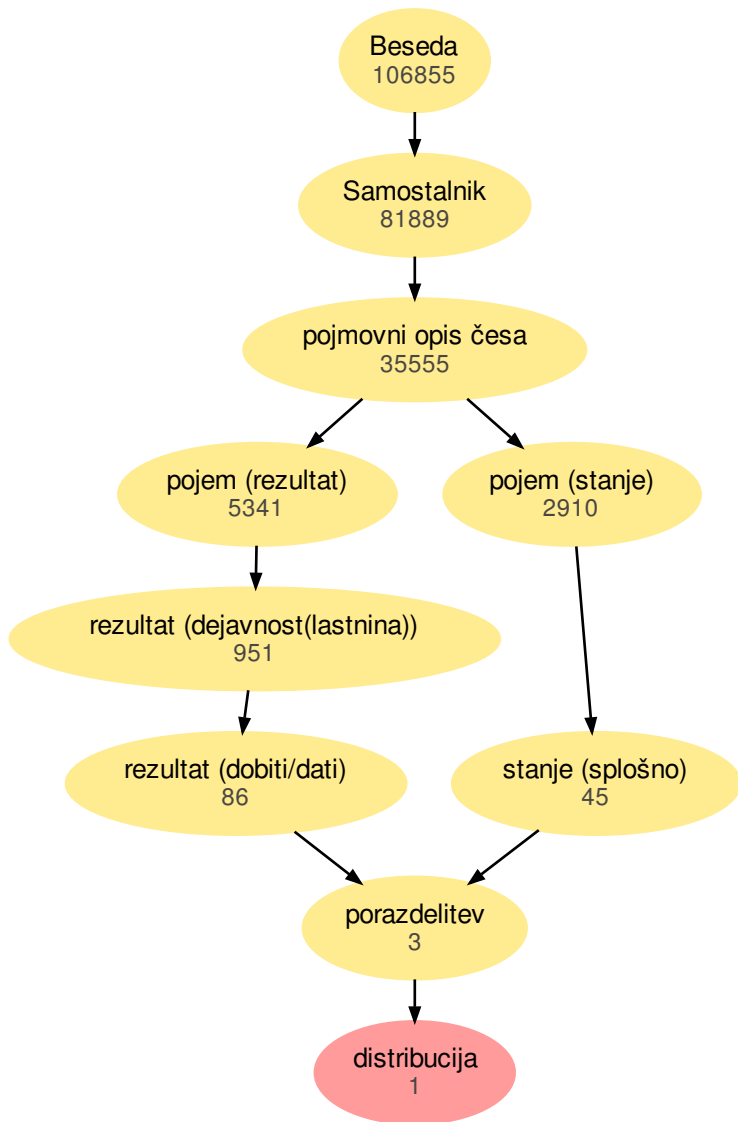 Beseda
106855
Samostalnik
81889
pojmovni opis česa
35555
pojem (rezultat)
5341
pojem (stanje)
2910
rezultat (dejavnost(lastnina))
951
rezultat (dobiti/dati)
86
stanje (splošno)
45
porazdelitev
3
distribucija
1